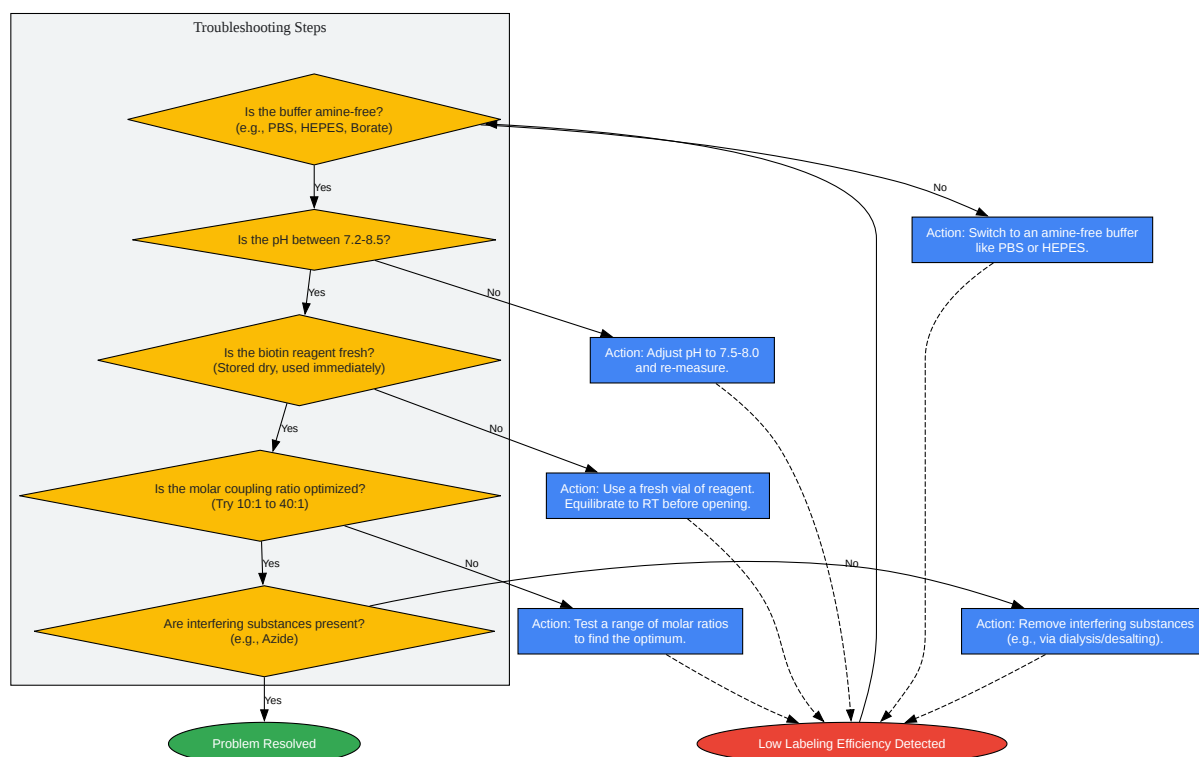 Troubleshooting Steps
Is the buffer amine-free?
(e.g., PBS, HEPES, Borate)
Yes
No
Is the pH between 7.2-8.5?
Action: Switch to an amine-free buffer
like PBS or HEPES.
Yes
No
Is the biotin reagent fresh?
(Stored dry, used immediately)
Action: Adjust pH to 7.5-8.0
and re-measure.
Yes
No
Is the molar coupling ratio optimized?
(Try 10:1 to 40:1)
Action: Use a fresh vial of reagent.
Equilibrate to RT before opening.
Yes
No
No
Are interfering substances present?
(e.g., Azide)
Action: Test a range of molar ratios
to find the optimum.
Action: Remove interfering substances
(e.g., via dialysis/desalting).
Yes
Problem Resolved
Low Labeling Efficiency Detected